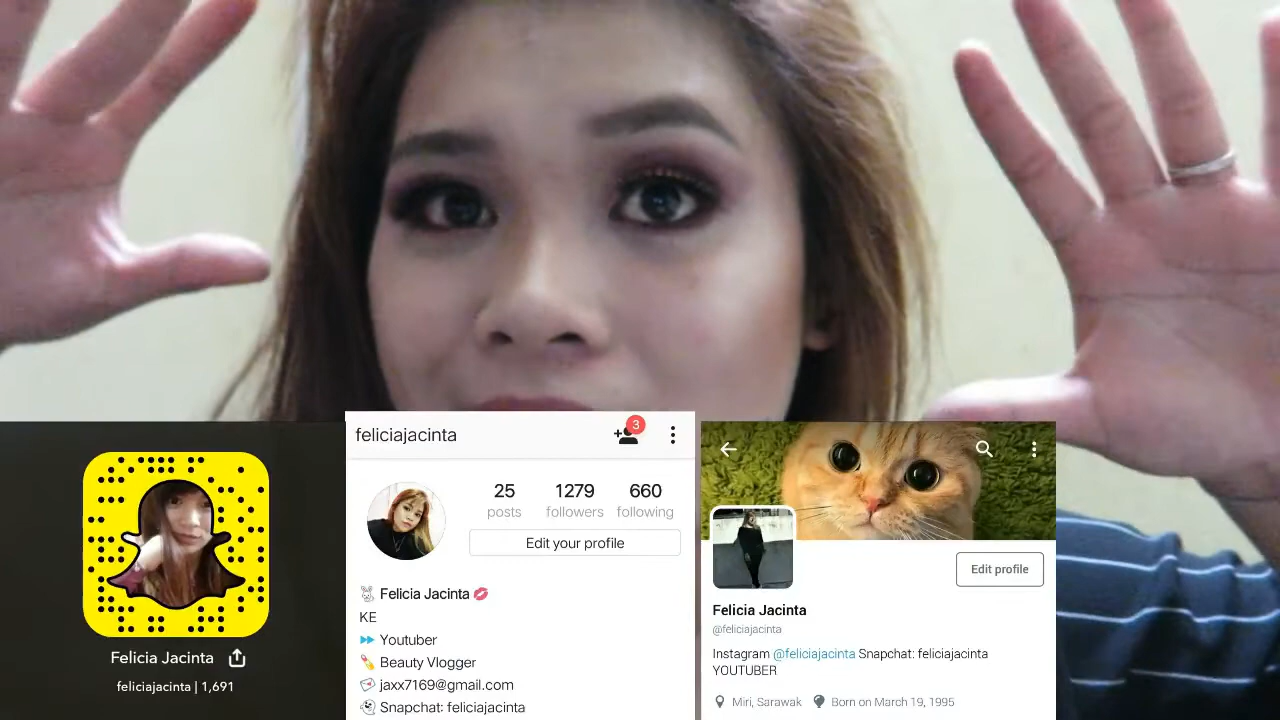 Felicia Jacinta
feliciajacinta | 1,691
feliciajacinta
3
25 1279 660
posts followers following
Edit your profile
Felicia Jacinta
KE
Youtuber
Beauty Vlogger
jaxx7169@gmail.com
Snapchat: feliciajacinta
Edit profile
Felicia Jacinta
@feliciajacinta
Instagram @feliciajacinta Snapchat: feliciajacinta
YOUTUBER
Miri, Sarawak Born on March 19, 1995